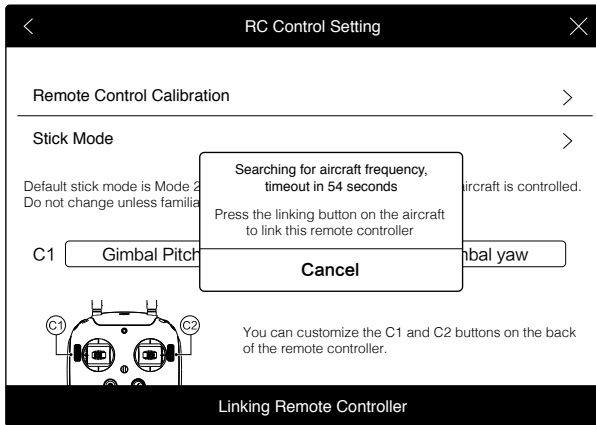 RC Control Setting
Remote Control Calibration
Stick Mode
Searching for aircraft frequency,
timeout in 54 seconds
Default stick mode is Mode 2
ircraft is controlled.
Do not change unless familia
Press the linking button on the aircraft
to link this remote controller
C1 Gimbal Pitch
bal yaw
Cancel
C1 C2
You can customize the C1 and C2 buttons on the back
of the remote controller.
Linking Remote Controller